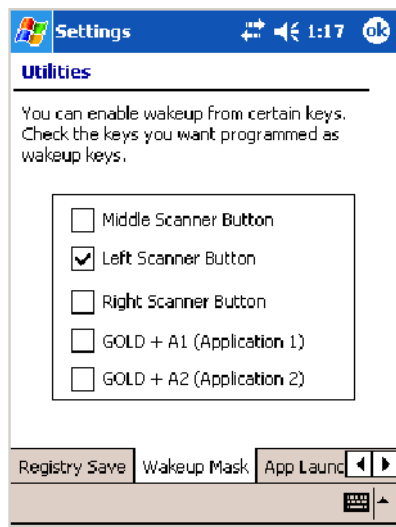 Settings 1:17 ok
Utilities
You can enable wakeup from certain keys.
Check the keys you want programmed as
wakeup keys.
Middle Scanner Button
Left Scanner Button
Right Scanner Button
GOLD + A1 (Application 1)
GOLD + A2 (Application 2)
Registry Save Wakeup Mask App Launc